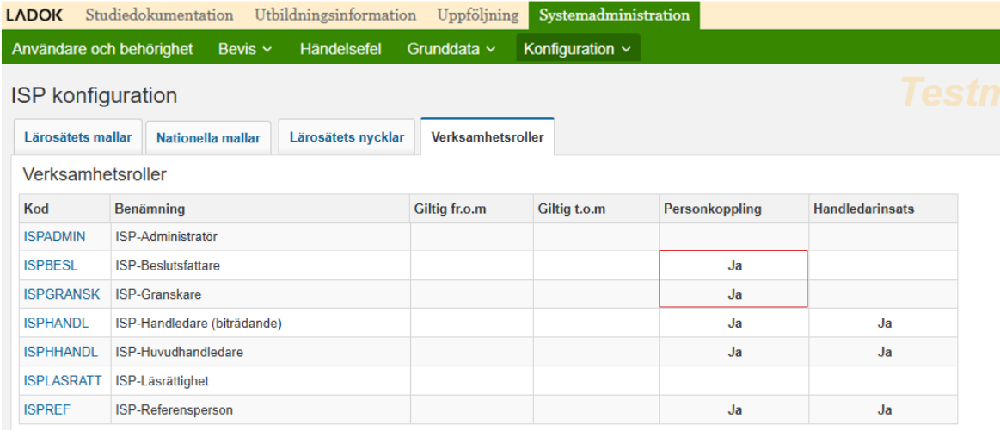 LADOK Studiedokumentation Utbildningsinformation Uppföljning Systemadministration
Användare och behörighet Bevis Händelsefel Grunddata Konfiguration
ISP konfiguration
Lärosätets mallar Nationella mallar Lärosätets nycklar Verksamhetsroller
Verksamhetsroller
Kod Benämning Giltig fr.o.m Giltig t.o.m Personkoppling Handledarinsats
ISPADMIN ISP-Administratör
ISPBESL ISP-Beslutsfattare Ja
ISPGRANSK ISP-Granskare Ja
ISPHANDL ISP-Handledare (biträdande) Ja Ja
ISPHHANDL ISP-Huvudhandledare Ja Ja
ISPLASRATT ISP-Läsrättighet
ISPREF ISP-Referensperson Ja Ja